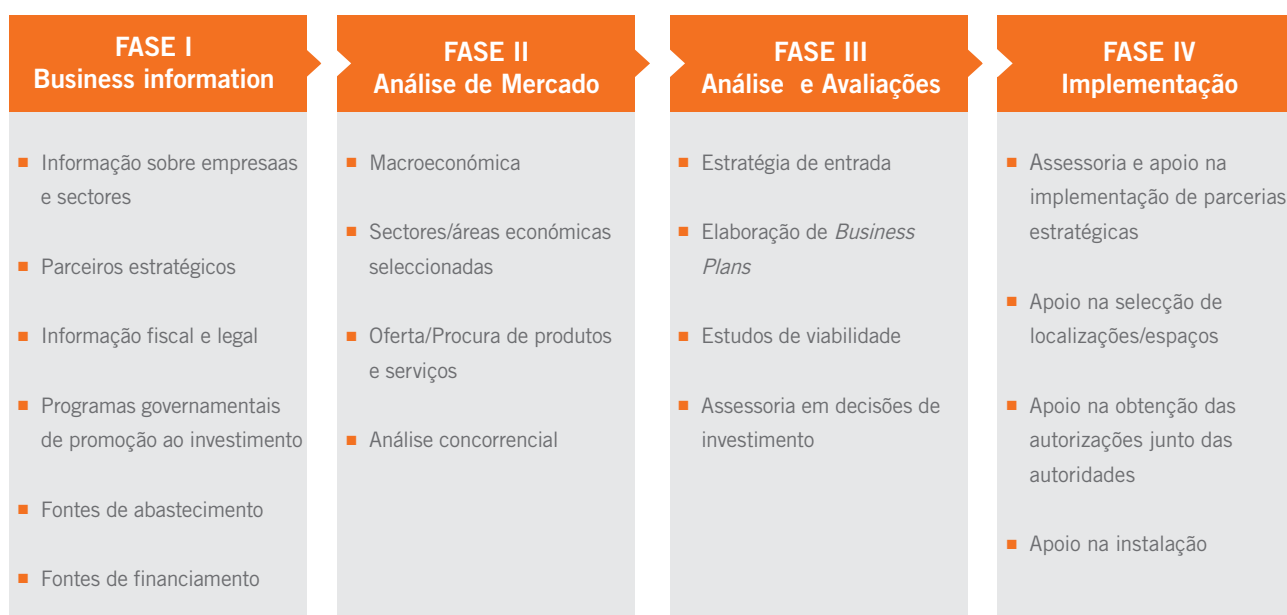 FASE I
Business information
Informação sobre empresaas
e sectores
Parceiros estratégicos
Informação fiscal e legal
Programas governamentais
de promoção ao investimento
Fontes de abastecimento
Fontes de financiamento
FASE II
Análise de Mercado
Macroeconómica
Sectores/áreas económicas
seleccionadas
Oferta/Procura de produtos
e serviços
Análise concorrencial
FASE III
Análise e Avaliações
Estratégia de entrada
Elaboração de Business
Plans
Estudos de viabilidade
Assessoria em decisões de
investimento
FASE IV
Implementação
Assessoria e apoio na
implementação de parcerias
estratégicas
Apoio na selecção de
localizações/espaços
Apoio na obtenção das
autorizações junto das
autoridades
Apoio na instalação